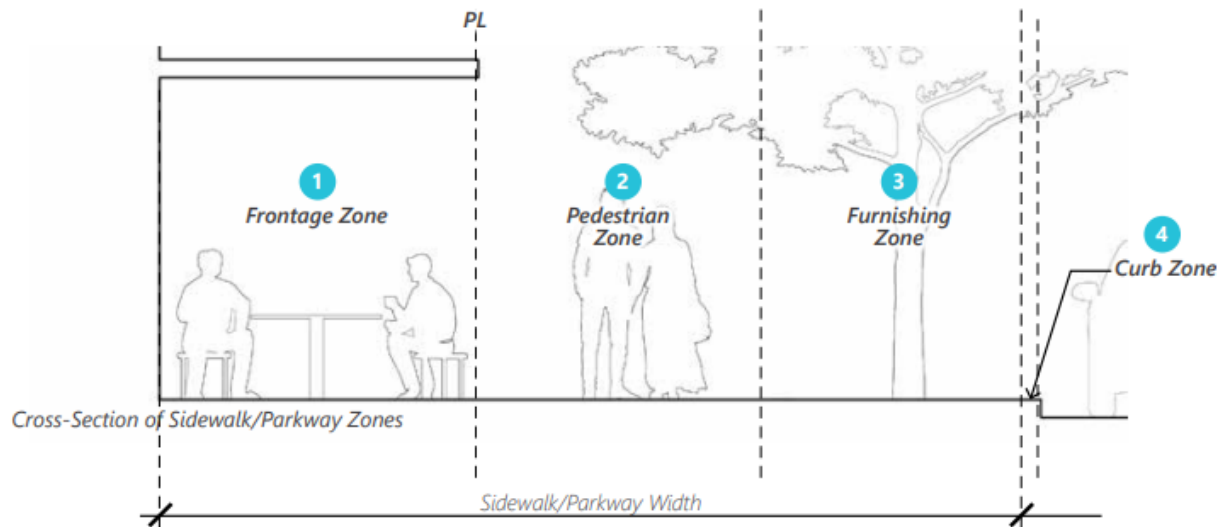 PL
1
Frontage Zone
2
Pedestrian
Zone
3
Furnishing
Zone
4
Curb Zone
Cross-Section of Sidewalk/Parkway Zones
Sidewalk/Parkway Width